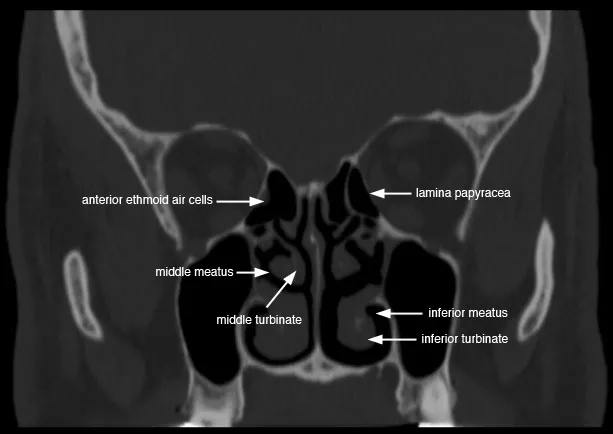 anterior ethmoid air cells
lamina papyracea
middle meatus
middle turbinate
inferior meatus
inferior turbinate